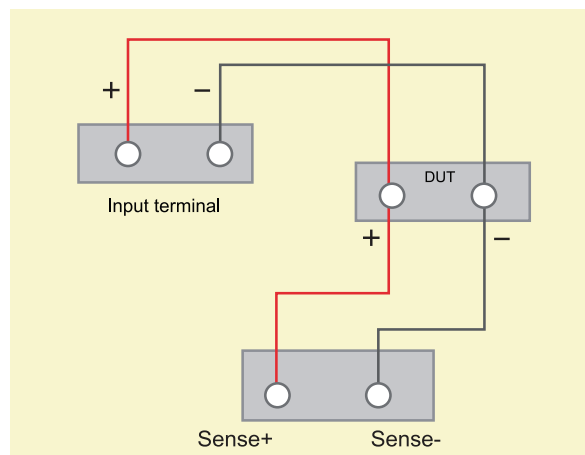 + −
Input terminal
DUT
+ −
Sense+ Sense-